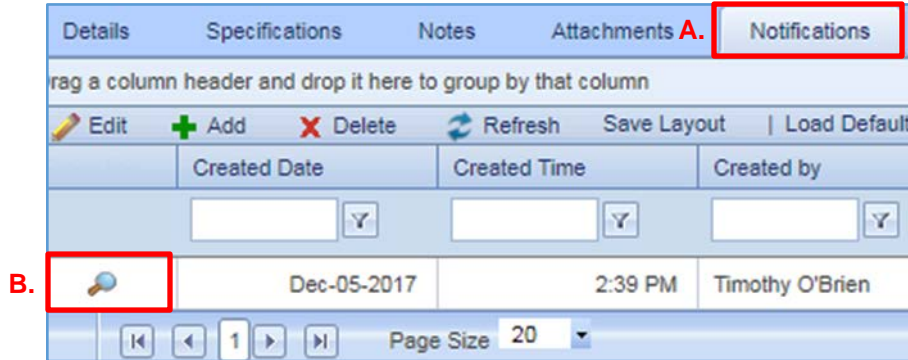 Details Specifications Notes Attachments A. Notifications
rag a column header and drop it here to group by that column
Edit Add Delete Refresh Save Layout | Load Default
Created Date Created Time Created by
B. Dec-05-2017 2:39 PM Timothy O'Brien
1 Page Size 20